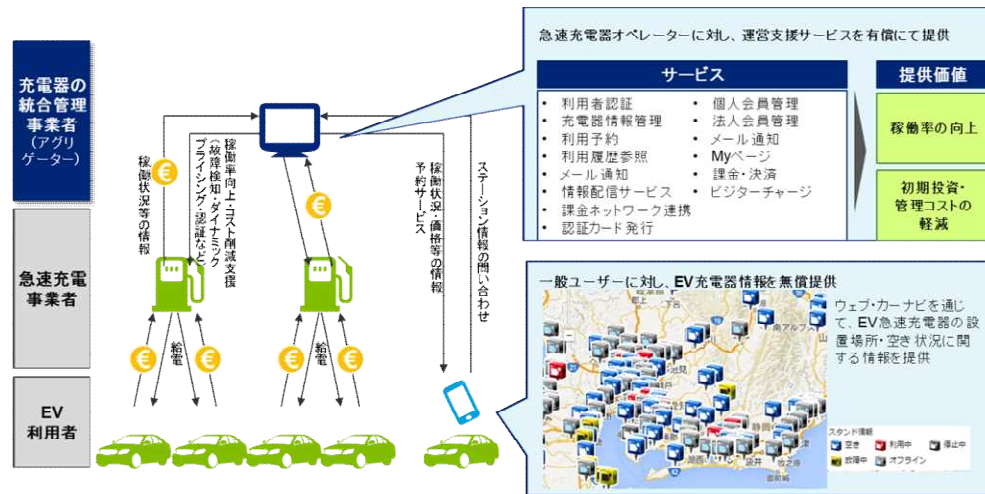 充電器の
統合管理
事業者
(アグリ
ゲーター)
急速充電
事業者
EV
利用者
稼働状況等の情報
稼働率向上・コスト削減支援
(故障検知・ダイナミック
プライシング・認証など)
稼働状況・価格等の情報
予約サービス
ステーション情報の問い合わせ
給電
給電
急速充電器オペレーターに対し、運営支援サービスを有償にて提供
サービス
• 利用者認証
• 充電器情報管理
• 利用予約
• 利用履歴参照
• メール通知
• 情報配信サービス
• 課金ネットワーク連携
• 認証カード発行
• 個人会員管理
• 法人会員管理
• メール通知
• Myページ
• 課金・決済
• ビジターチャージ
提供価値
稼働率の向上
初期投資・
管理コストの
軽減
一般ユーザーに対し、EV充電器情報を無償提供
ウェブ・カーナビを通じ
て、EV急速充電器の設
置場所・空き状況に関
する情報を提供
南アルプス
静岡
湖西
袋井
スタンド情報
空き
利用中
停止中
故障中
オフライン